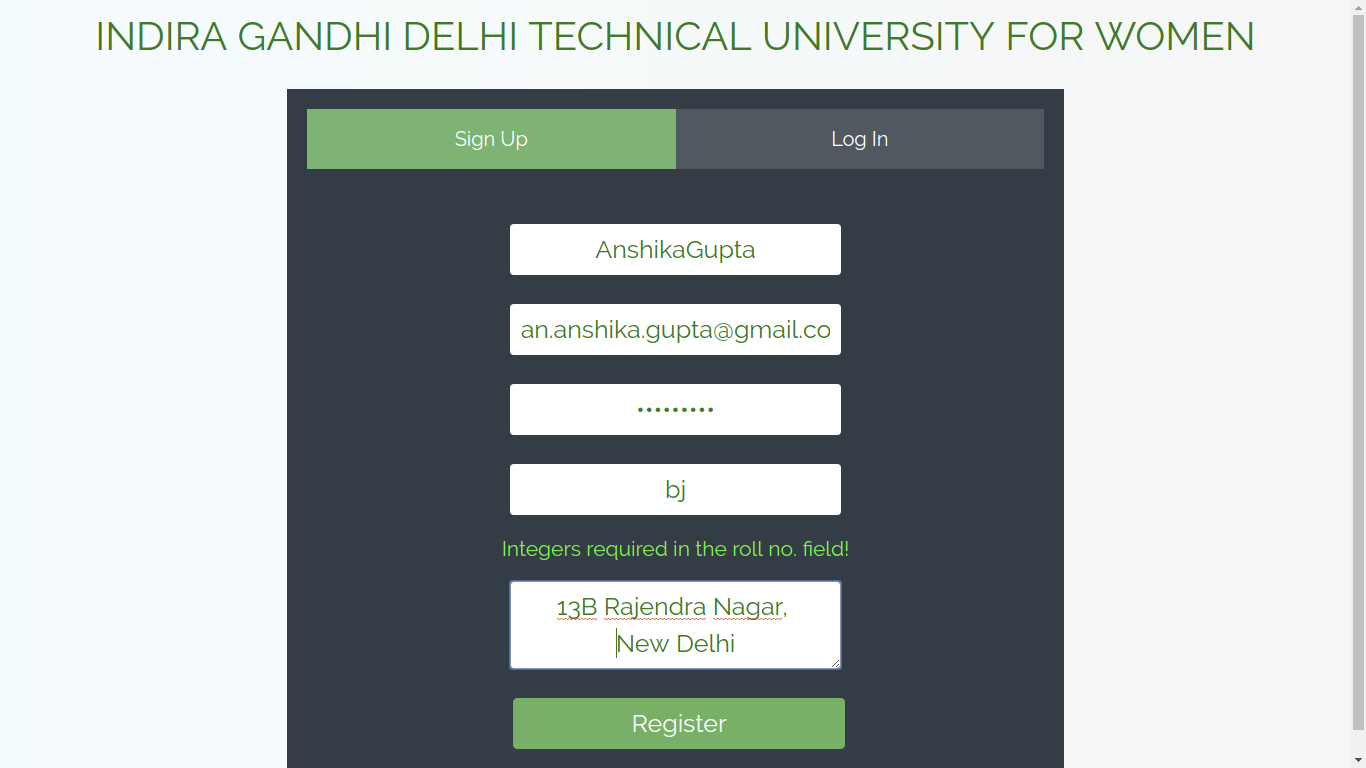 INDIRA GANDHI DELHI TECHNICAL UNIVERSITY FOR WOMEN
Sign Up
Log In
AnshikaGupta
an.anshika.gupta@gmail.co
•••••••••
bj
Integers required in the roll no. field!
13B Rajendra Nagar,
New Delhi
Register